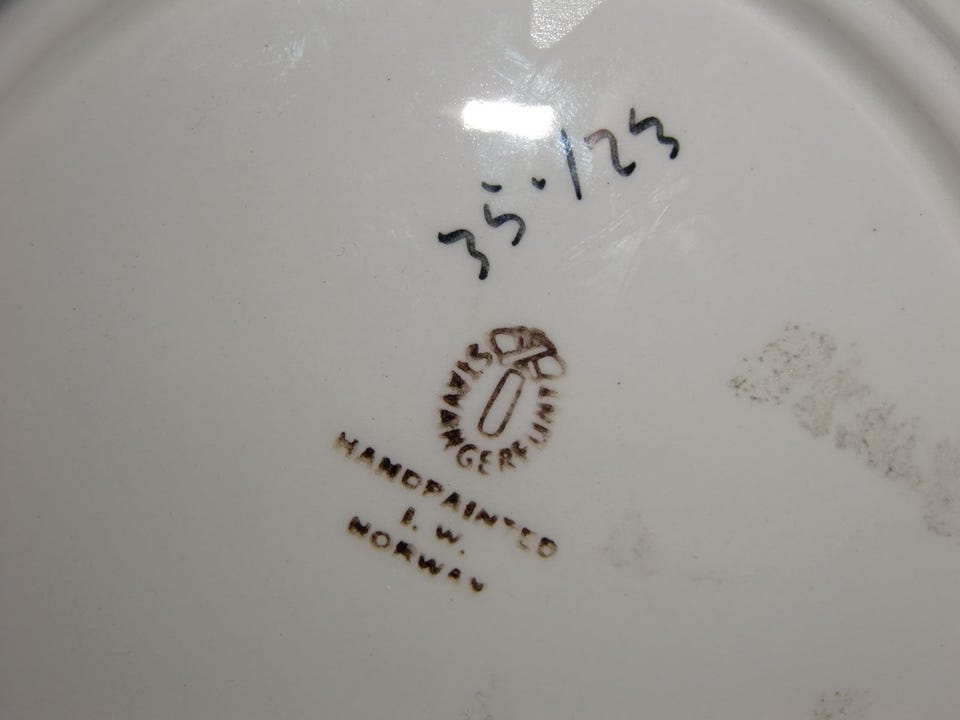 35·123
STAVANGERFLINT
HANDPAINTED
I. W.
NORWAY